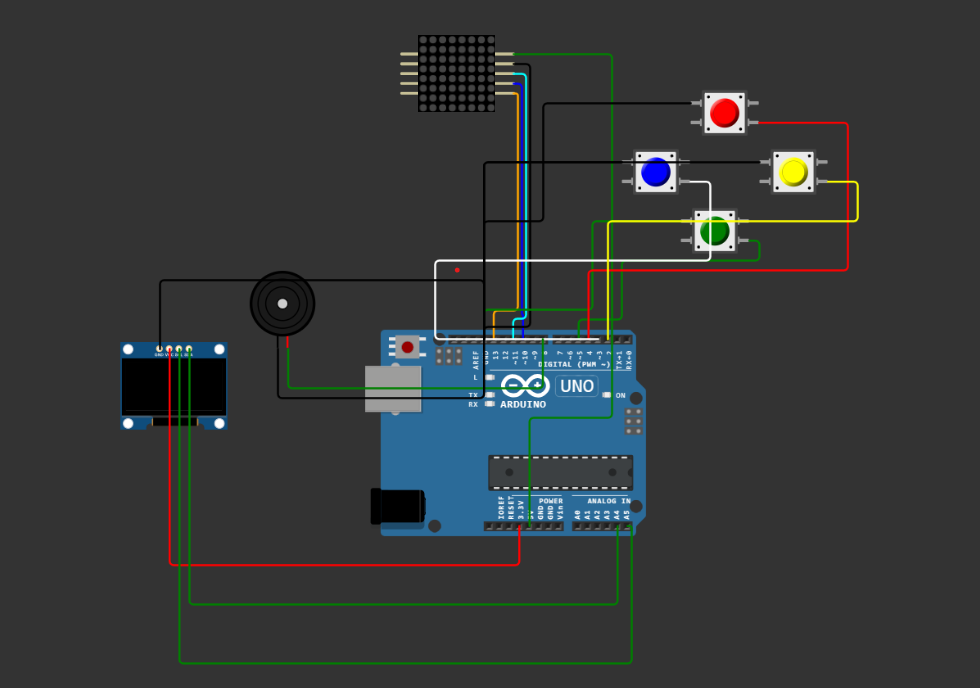 GND VCC SCL SDA
AREF
GND
13
12
~11
~10
~9
8
7
~6
~5
4
~3
2
TX→1
RX←0
DIGITAL (PWM ~)
L
TX
RX
UNO
ON
ARDUINO
IOREF
RESET
3.3V
5V
GND
GND
Vin
POWER
ANALOG IN
A0
A1
A2
A3
A4
A5